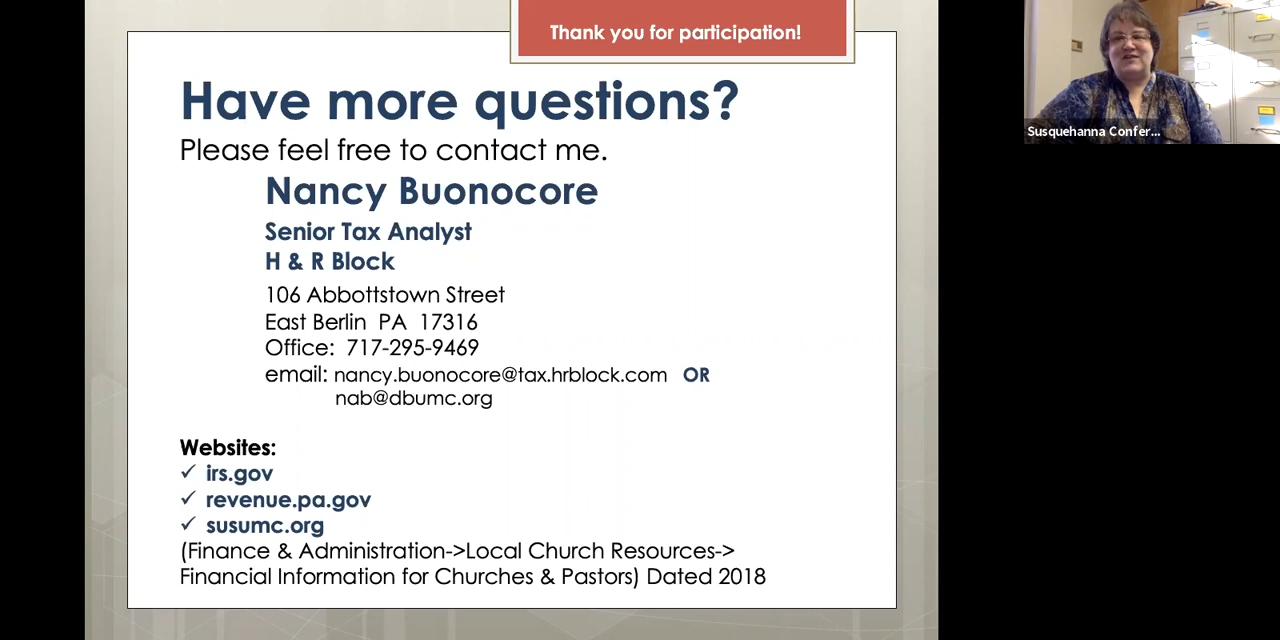 Thank you for participation!
Have more questions?
Please feel free to contact me.
Nancy Buonocore
Senior Tax Analyst
H & R Block
106 Abbottstown Street
East Berlin PA 17316
Office: 717-295-9469
email: nancy.buonocore@tax.hrblock.com OR
nab@dbumc.org
Websites:
✓ irs.gov
✓ revenue.pa.gov
✓ susumc.org
(Finance & Administration->Local Church Resources->
Financial Information for Churches & Pastors) Dated 2018
Susquehanna Confer...